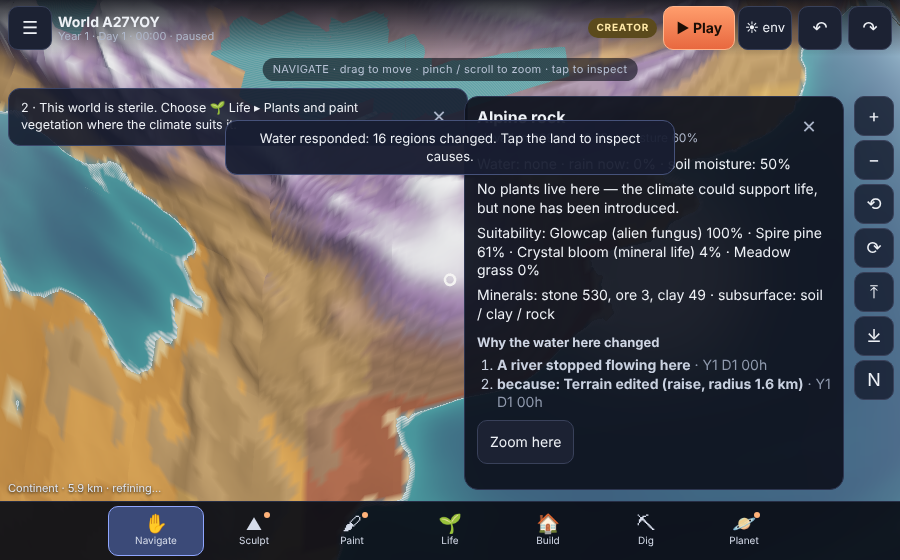 World A27YOY
Year 1 · Day 1 · 00:00 · paused
CREATOR
▶ Play
☀ env
NAVIGATE · drag to move · pinch / scroll to zoom · tap to inspect
2 · This world is sterile. Choose 🌱 Life ▸ Plants and paint
vegetation where the climate suits it
Water responded: 16 regions changed. Tap the land to inspect
causes.
Alpine rock
60%
Water: none · rain now: 0% · soil moisture: 50%
No plants live here — the climate could support life,
but none has been introduced.
Suitability: Glowcap (alien fungus) 100% · Spire pine
61% · Crystal bloom (mineral life) 4% · Meadow
grass 0%
Minerals: stone 530, ore 3, clay 49 · subsurface: soil
/ clay / rock
Why the water here changed
1. A river stopped flowing here · Y1 D1 00h
2. because: Terrain edited (raise, radius 1.6 km) · Y1
D1 00h
Zoom here
N
Continent · 5.9 km · refining…
Navigate
Sculpt
Paint
Life
Build
Dig
Planet